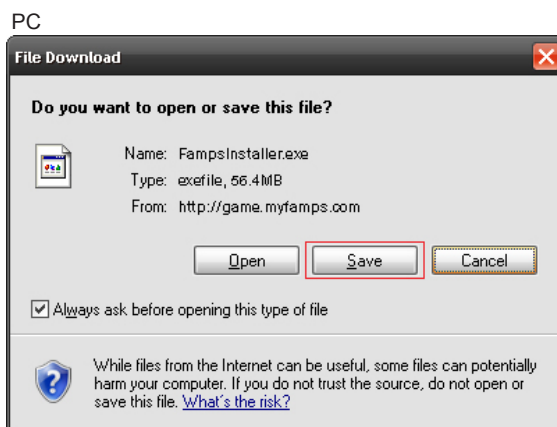 PC
File Download
Do you want to open or save this file?
Name: FampsInstaller.exe
Type: exefile, 56.4MB
From: http://game.myfamps.com
Open Save Cancel
Always ask before opening this type of file
While files from the Internet can be useful, some files can potentially
harm your computer. If you do not trust the source, do not open or
save this file. What's the risk?